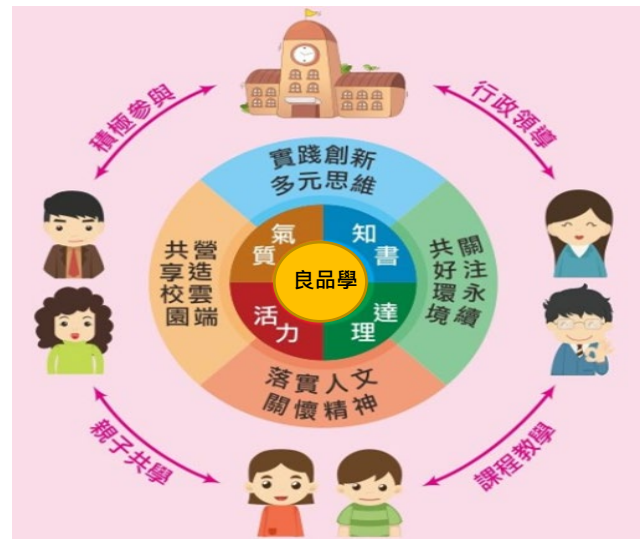 積極參與
行政領導
實踐創新
多元思維
營造雲端
共享校園
氣質
知書
關注永續
共好環境
良品學
活力
達理
落實人文
關懷精神
親子共學
課程教學